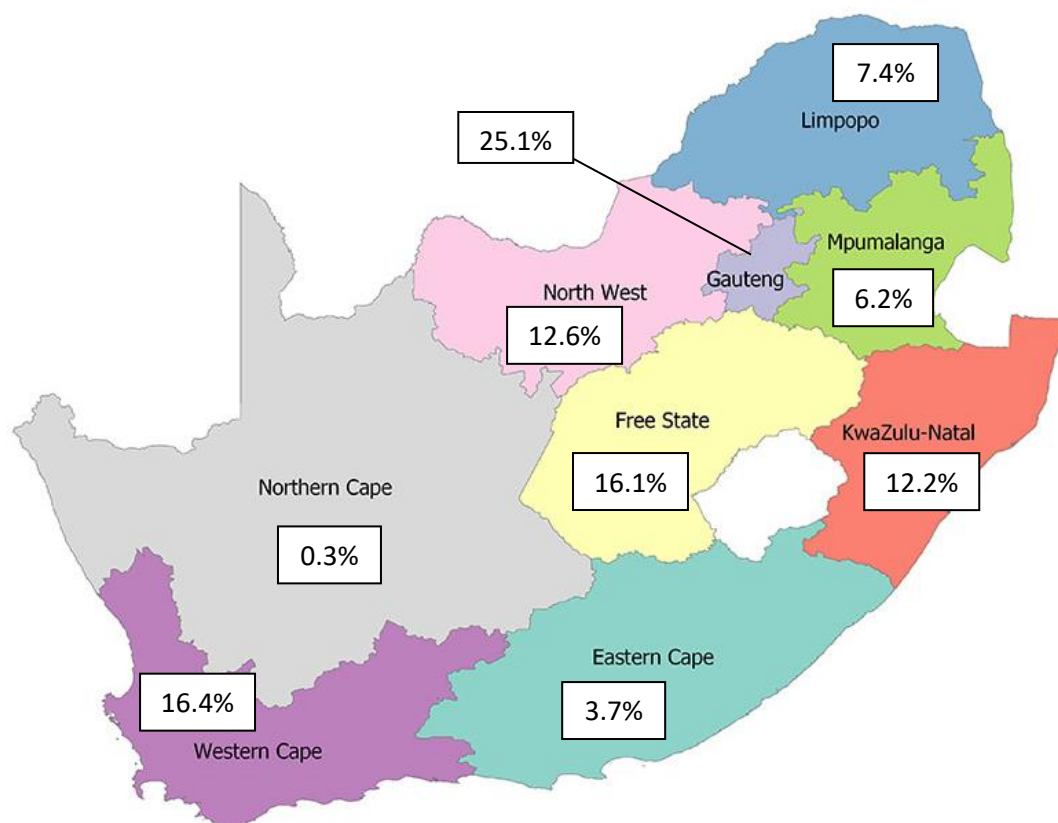 7.4%
Limpopo
25.1%
Mpumalanga
Gauteng
6.2%
North West
12.6%
Free State
KwaZulu-Natal
16.1%
12.2%
Northern Cape
0.3%
Eastern Cape
3.7%
16.4%
Western Cape